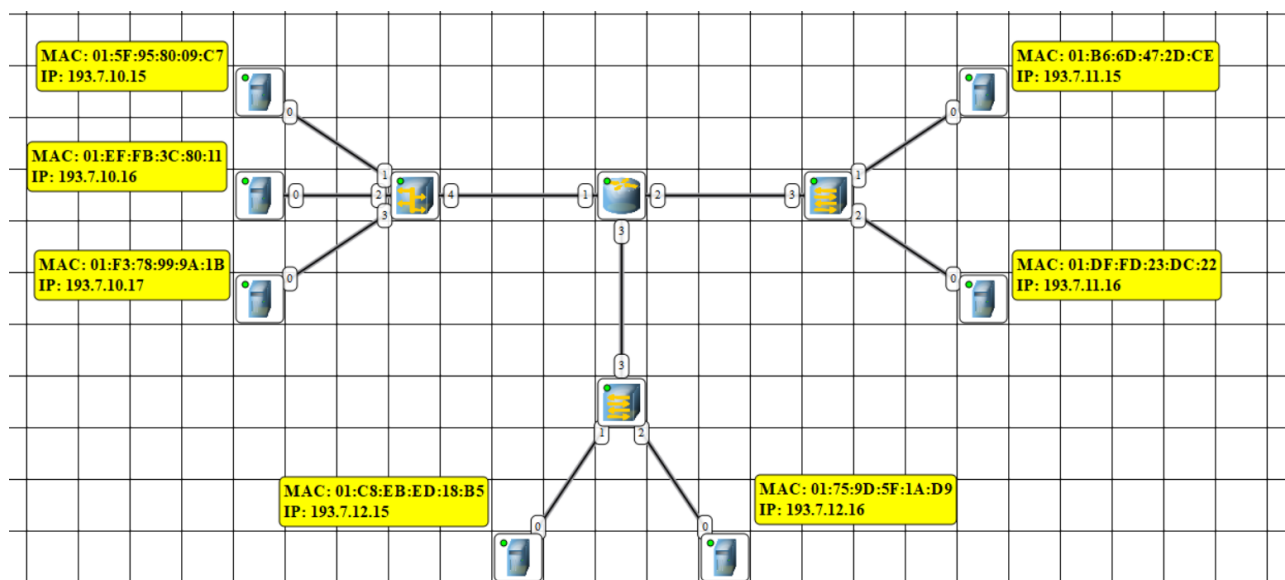 MAC: 01:5F:95:80:09:C7
IP: 193.7.10.15
MAC: 01:B6:6D:47:2D:CE
IP: 193.7.11.15
0
0
MAC: 01:EF:FB:3C:80:11
IP: 193.7.10.16
1
1
0
2
4
1
2
3
3
2
3
MAC: 01:F3:78:99:9A:1B
IP: 193.7.10.17
MAC: 01:DF:FD:23:DC:22
IP: 193.7.11.16
0
0
3
1
2
MAC: 01:C8:EB:ED:18:B5
IP: 193.7.12.15
MAC: 01:75:9D:5F:1A:D9
IP: 193.7.12.16
0
0